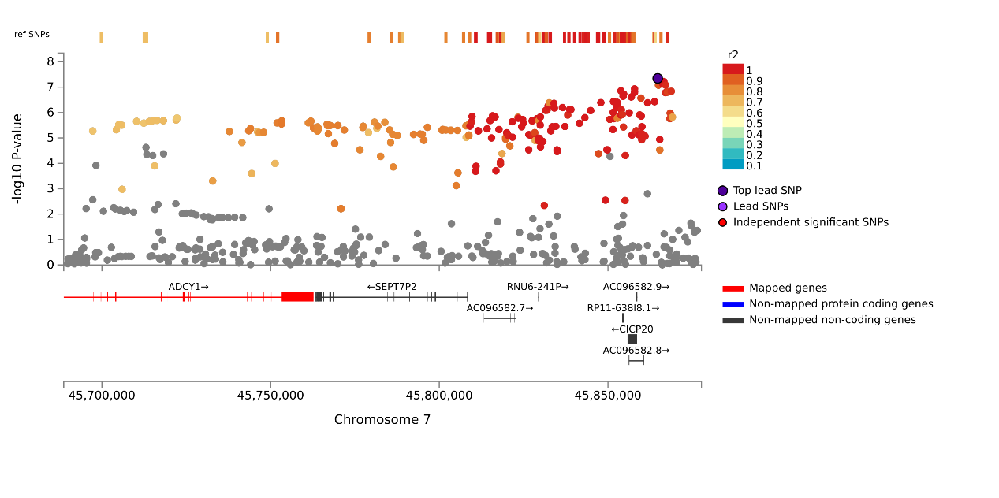 ref SNPs
r2
8
7
6
5
4
3
2
1
0
-log10 P-value
1
0.9
0.8
0.7
0.6
0.5
0.4
0.3
0.2
0.1
Top lead SNP
Lead SNPs
Independent significant SNPs
ADCY1→
←SEPT7P2
RNU6-241P→
AC096582.9→
AC096582.7→
RP11-638I8.1→
←CICP20
AC096582.8→
Mapped genes
Non-mapped protein coding genes
Non-mapped non-coding genes
45,700,000
45,750,000
45,800,000
45,850,000
Chromosome 7